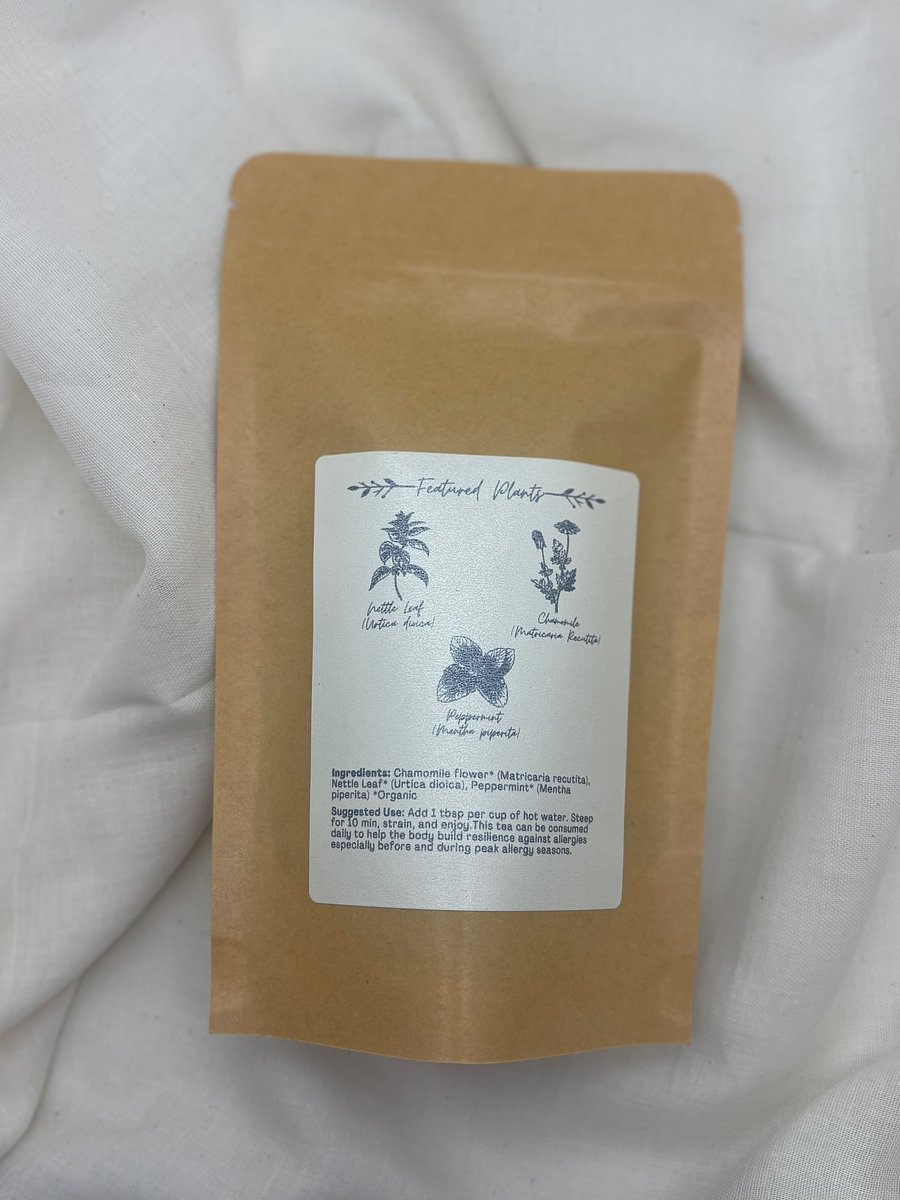 Featured Plants
Nettle Leaf
(Urtica dioica)
Chamomile
(Matricaria Recutita)
Peppermint
(Mentha piperita)
Ingredients: Chamomile flower* (Matricaria recutita),
Nettle Leaf* (Urtica dioica), Peppermint* (Mentha
piperita) *Organic
Suggested Use: Add 1 tbsp per cup of hot water. Steep
for 10 min, strain, and enjoy.This tea can be consumed
daily to help the body build resilience against allergies
especially before and during peak allergy seasons.